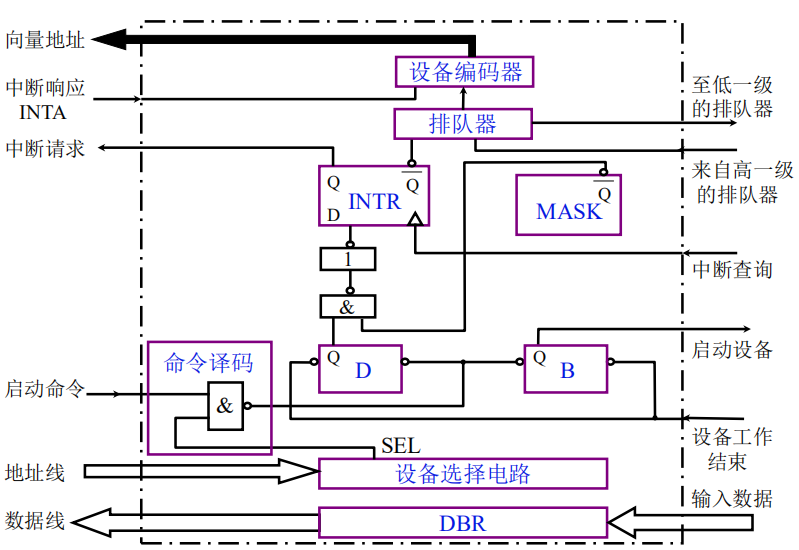 向量地址
设备编码器
中断响应
INTA
至低一级
的排队器
排队器
中断请求
来自高一级
的排队器
Q
Q
INTR
D
Q
MASK
1
中断查询
&
命令译码
Q
D
Q
B
启动设备
启动命令
&
设备工作
结束
SEL
地址线
设备选择电路
输入数据
数据线
DBR